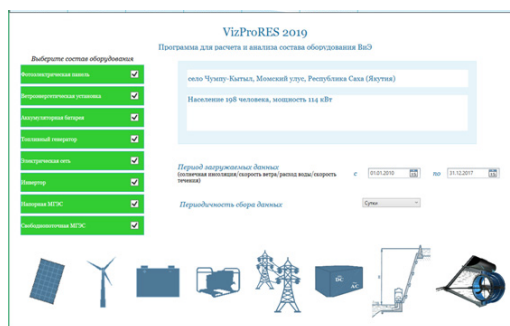 VizProRES 2019
Программа для расчета и анализа состава оборудования ВиЭ
Выберите состав оборудования
Фотоэлектрическая панель
Ветроэнергетическая установка
Аккумуляторная батарея
Топливный генератор
Электрическая сеть
Инвертор
Напорная МГЭС
Свободнопоточная МГЭС
село Чумпу-Кытыл, Момский улус, Республика Саха (Якутия)
Население 198 человека, мощность 114 кВт
Период загружаемых данных
(солнечная инсоляция/скорость ветра/расход воды/скорость
течения)
с 01.01.2010 по 31.12.2017
Периодичность сбора данных
Сутки
DC
AC